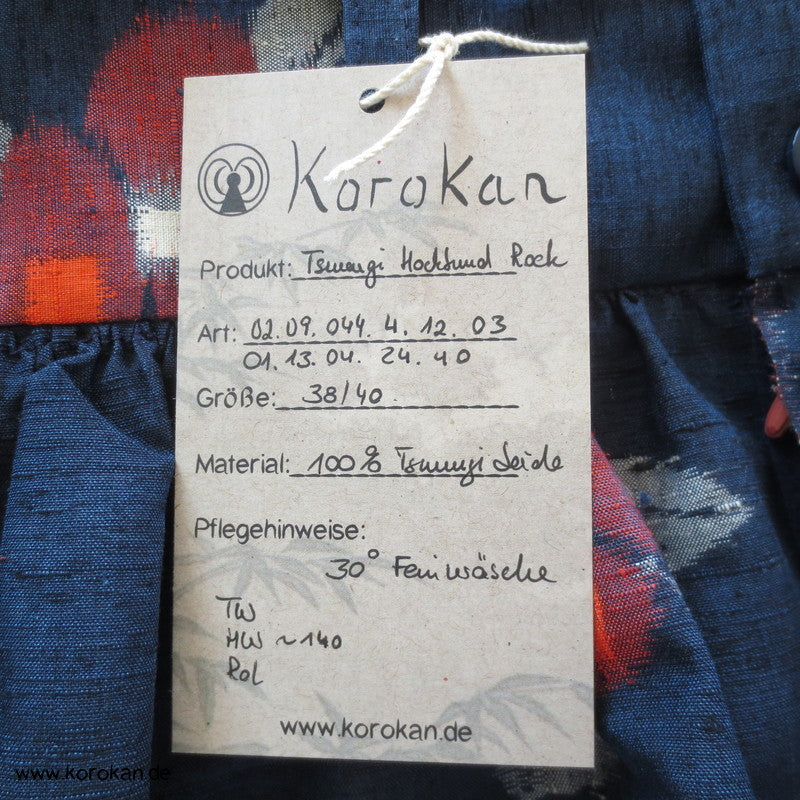 Korokan
Produkt: Tsumugi Hochbund Rock
Art: 02.09.044.4.12.03
01.13.04.24.40
Größe: 38/40
Material: 100% Tsumugi Seide
Pflegehinweise:
30° Feinwäsche
TW
HW ~140
RoL
www.korokan.de
www.korokan.de